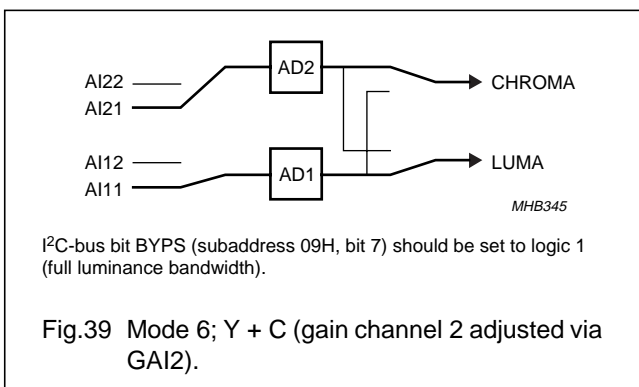 AI22
AI21
AD2
CHROMA
AI12
AI11
AD1
LUMA
MHB345
I²C-bus bit BYPS (subaddress 09H, bit 7) should be set to logic 1
(full luminance bandwidth).
Fig.39 Mode 6; Y + C (gain channel 2 adjusted via
GAI2).